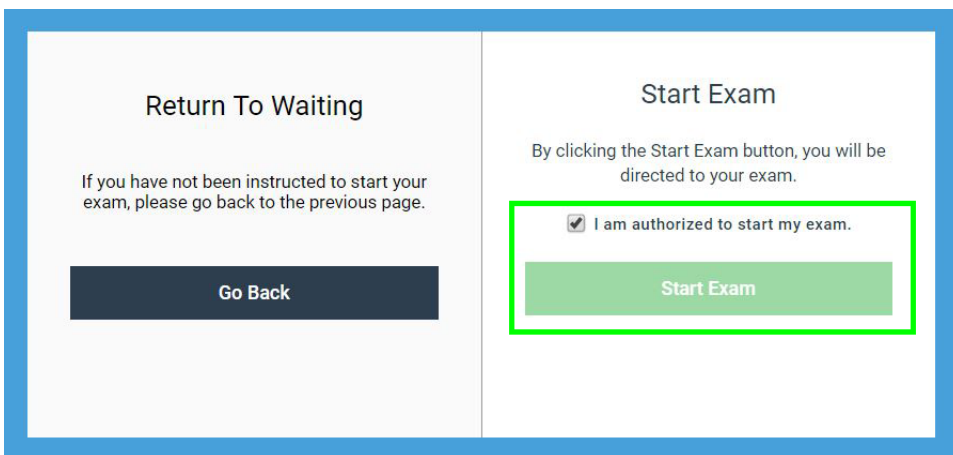 Return To Waiting
If you have not been instructed to start your
exam, please go back to the previous page.
Go Back
Start Exam
By clicking the Start Exam button, you will be
directed to your exam.
I am authorized to start my exam.
Start Exam